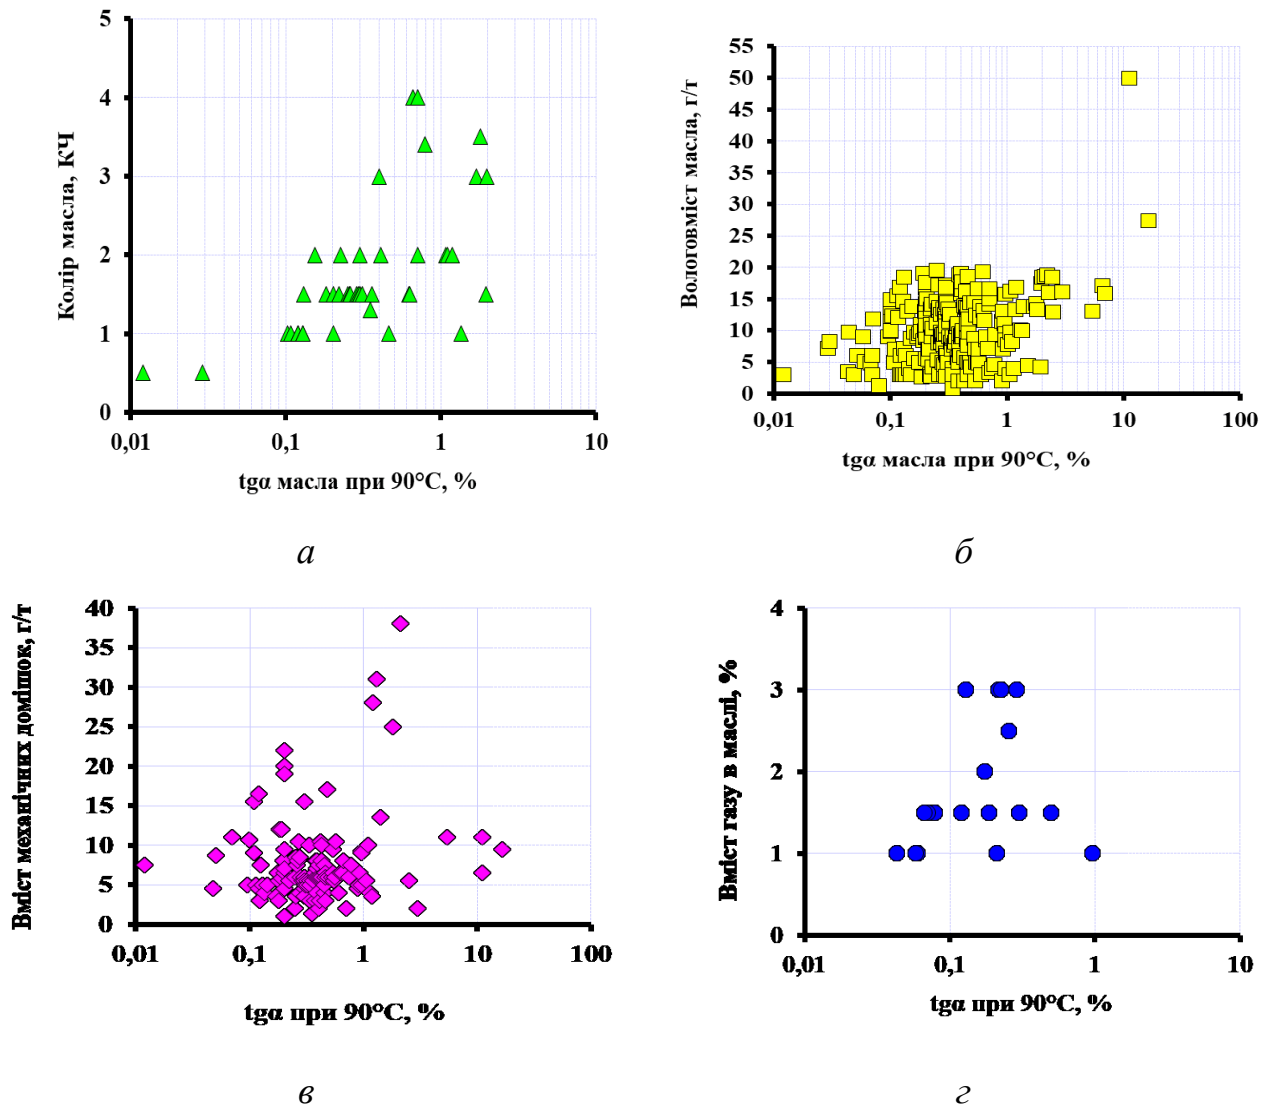 5
4
3
2
1
0
Колір масла, КЧ
0,01 0,1 1 10
tgα масла при 90°С, %
а
55
50
45
40
35
30
25
20
15
10
5
0
Вологовміст масла, г/т
0,01 0,1 1 10 100
tgα масла при 90°С, %
б
40
35
30
25
20
15
10
5
0
Вміст механічних домішок, г/т
0,01 0,1 1 10 100
tgα при 90°С, %
в
4
3
2
1
0
Вміст газу в маслі, %
0,01 0,1 1 10
tgα при 90°С, %
г